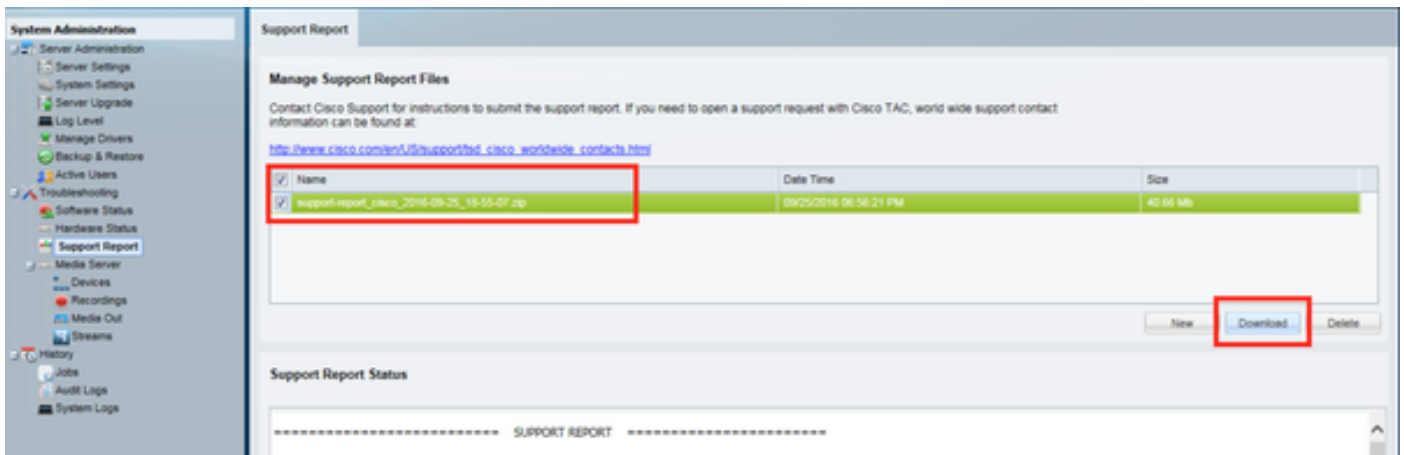 System Administration
Server Administration
Server Settings
System Settings
Server Upgrade
Log Level
Manage Drivers
Backup & Restore
Active Users
Troubleshooting
Software Status
Hardware Status
Support Report
Media Server
Devices
Recordings
Media Out
Streams
History
Jobs
Audit Logs
System Logs
Support Report
Manage Support Report Files
Contact Cisco Support for instructions to submit the support report. If you need to open a support request with Cisco TAC, world wide support contact
information can be found at:
http://www.cisco.com/en/US/support/tsd_cisco_worldwide_contacts.html
Name Date Time Size
support-report_cisco_2016-09-25_18-55-07.zip 09/25/2016 06:56:21 PM 40.66 Mb
New Download Delete
Support Report Status
========================== SUPPORT REPORT =======================